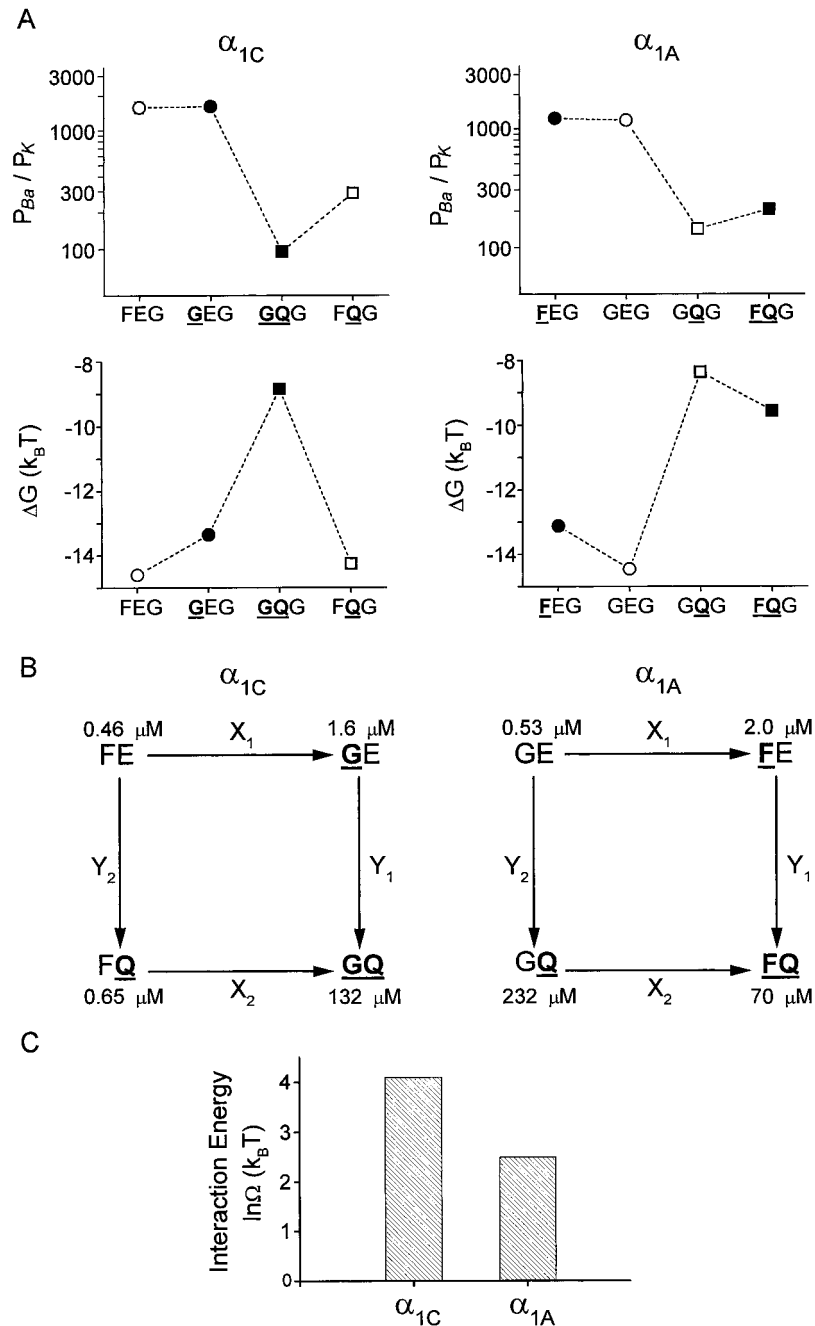 A
α1C
α1A
3000
1000
300
100
PBa / PK
FEG GEG GQG FQG
3000
1000
300
100
PBa / PK
FEG GEG GQG FQG
-8
-10
-12
-14
ΔG (kBT)
FEG GEG GQG FQG
-8
-10
-12
-14
ΔG (kBT)
FEG GEG GQG FQG
B
α1C
α1A
0.46 μM X1 1.6 μM
FE GE
Y2 Y1
FQ GQ
0.65 μM X2 132 μM
0.53 μM X1 2.0 μM
GE FE
Y2 Y1
GQ FQ
232 μM X2 70 μM
C
Interaction Energy
lnΩ (kBT)
4
3
2
1
0
α1C α1A